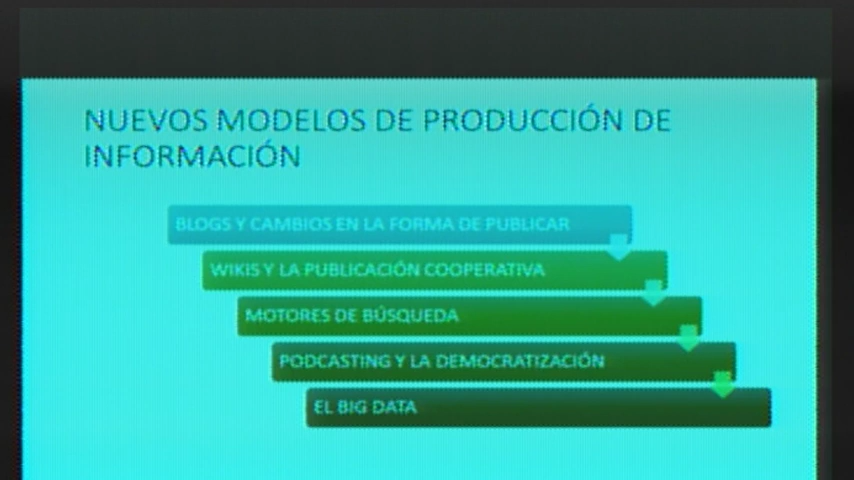 NUEVOS MODELOS DE PRODUCCIÓN DE
INFORMACIÓN
BLOGS Y CAMBIOS EN LA FORMA DE PUBLICAR
WIKIS Y LA PUBLICACIÓN COOPERATIVA
MOTORES DE BÚSQUEDA
PODCASTING Y LA DEMOCRATIZACIÓN
EL BIG DATA